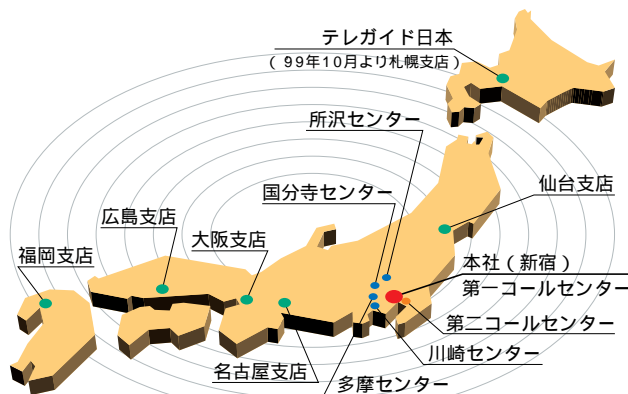 テレガイド日本
（99年10月より札幌支店）
所沢センター
国分寺センター
仙台支店
広島支店
大阪支店
福岡支店
本社（新宿）
第一コールセンター
第二コールセンター
川崎センター
名古屋支店
多摩センター